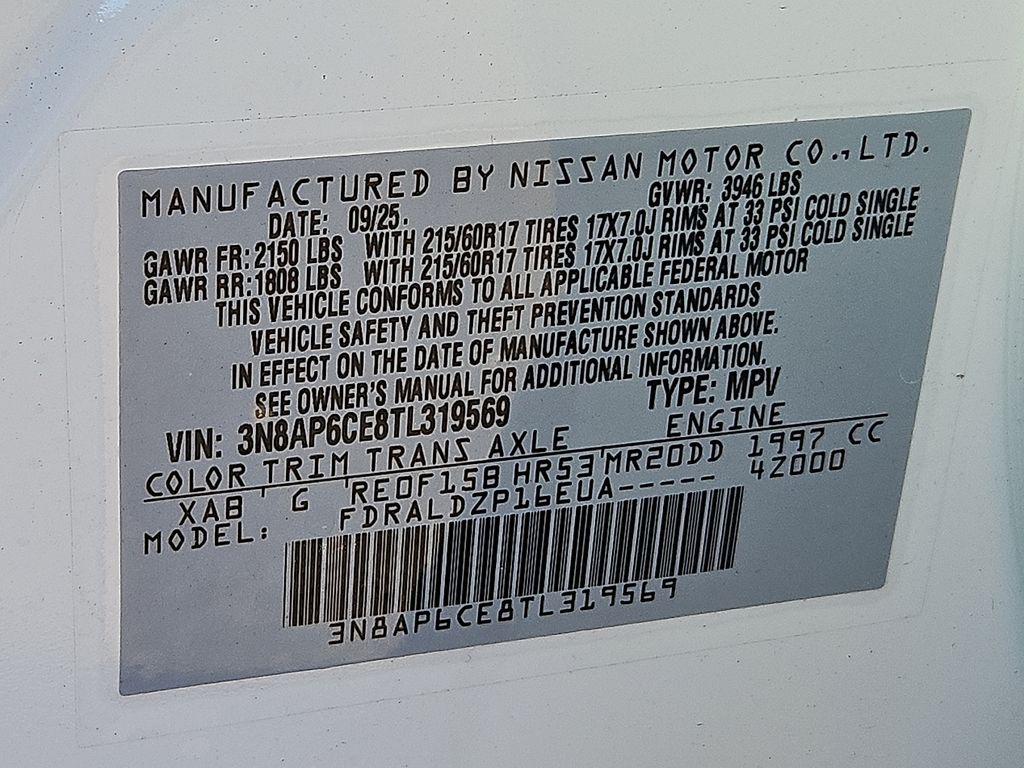 MANUFACTURED BY NISSAN MOTOR CO.,LTD.
DATE: 09/25. GVWR: 3946 LBS
GAWR FR: 2150 LBS WITH 215/60R17 TIRES 17X7.0J RIMS AT 33 PSI COLD SINGLE
GAWR RR: 1808 LBS WITH 215/60R17 TIRES 17X7.0J RIMS AT 33 PSI COLD SINGLE
THIS VEHICLE CONFORMS TO ALL APPLICABLE FEDERAL MOTOR
VEHICLE SAFETY AND THEFT PREVENTION STANDARDS
IN EFFECT ON THE DATE OF MANUFACTURE SHOWN ABOVE.
SEE OWNER'S MANUAL FOR ADDITIONAL INFORMATION.
VIN: 3N8AP6CE8TL319569 TYPE: MPV
COLOR TRIM TRANS AXLE ENGINE
XAB G RE0F15B HR53 MR20DD 1997 CC
MODEL: FDRALDZP16EUA----- 42000
3N8AP6CE8TL319569